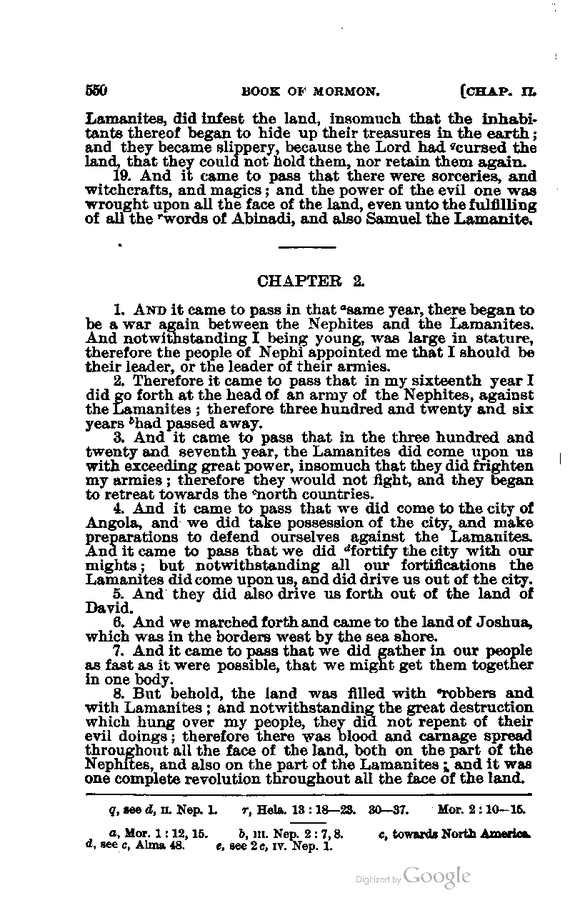 550 BOOK OF MORMON. [CHAP. II.
Lamanites, did infest the land, insomuch that the inhabi-
tants thereof began to hide up their treasures in the earth;
and they became slippery, because the Lord had qcursed the
land, that they could not hold them, nor retain them again.
19. And it came to pass that there were sorceries, and
witchcrafts, and magics; and the power of the evil one was
wrought upon all the face of the land, even unto the fulfilling
of all the rwords of Abinadi, and also Samuel the Lamanite.
CHAPTER 2.
1. AND it came to pass in that asame year, there began to
be a war again between the Nephites and the Lamanites.
And notwithstanding I being young, was large in stature,
therefore the people of Nephi appointed me that I should be
their leader, or the leader of their armies.
2. Therefore it came to pass that in my sixteenth year I
did go forth at the head of an army of the Nephites, against
the Lamanites; therefore three hundred and twenty and six
years bhad passed away.
3. And it came to pass that in the three hundred and
twenty and seventh year, the Lamanites did come upon us
with exceeding great power, insomuch that they did frighten
my armies; therefore they would not fight, and they began
to retreat towards the cnorth countries.
4. And it came to pass that we did come to the city of
Angola, and we did take possession of the city, and make
preparations to defend ourselves against the Lamanites.
And it came to pass that we did dfortify the city with our
mights; but notwithstanding all our fortifications the
Lamanites did come upon us, and did drive us out of the city.
5. And they did also drive us forth out of the land of
David.
6. And we marched forth and came to the land of Joshua,
which was in the borders west by the sea shore.
7. And it came to pass that we did gather in our people
as fast as it were possible, that we might get them together
in one body.
8. But behold, the land was filled with erobbers and
with Lamanites; and notwithstanding the great destruction
which hung over my people, they did not repent of their
evil doings; therefore there was blood and carnage spread
throughout all the face of the land, both on the part of the
Nephites, and also on the part of the Lamanites; and it was
one complete revolution throughout all the face of the land.
q, see d, II. Nep. 1. r, Hela. 13:18—23. 30—37. Mor. 2:10—15.
a, Mor. 1:12, 15. b, III. Nep. 2:7, 8. c, towards North America.
d, see c, Alma 48. e, see 2c, IV. Nep. 1.
Digitized by Google